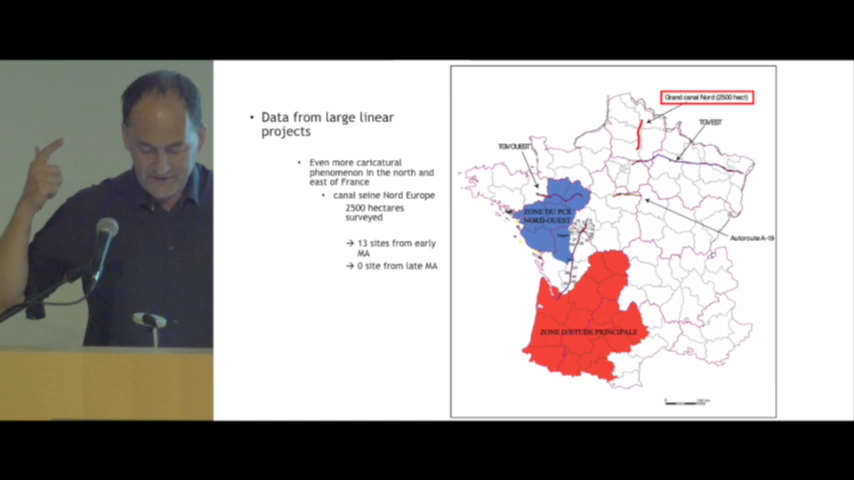 • Data from large linear
projects
• Even more caricatural
phenomenon in the north and
east of France
• canal seine Nord Europe
2500 hectares
surveyed
→ 13 sites from early
MA
→ 0 site from late MA
Grand canal Nord (2500 hect)
TGV EST
TGV OUEST
ZONE DU PCR
NORD-OUEST
Autoroute A-19
ZONE D'ETUDE PRINCIPALE